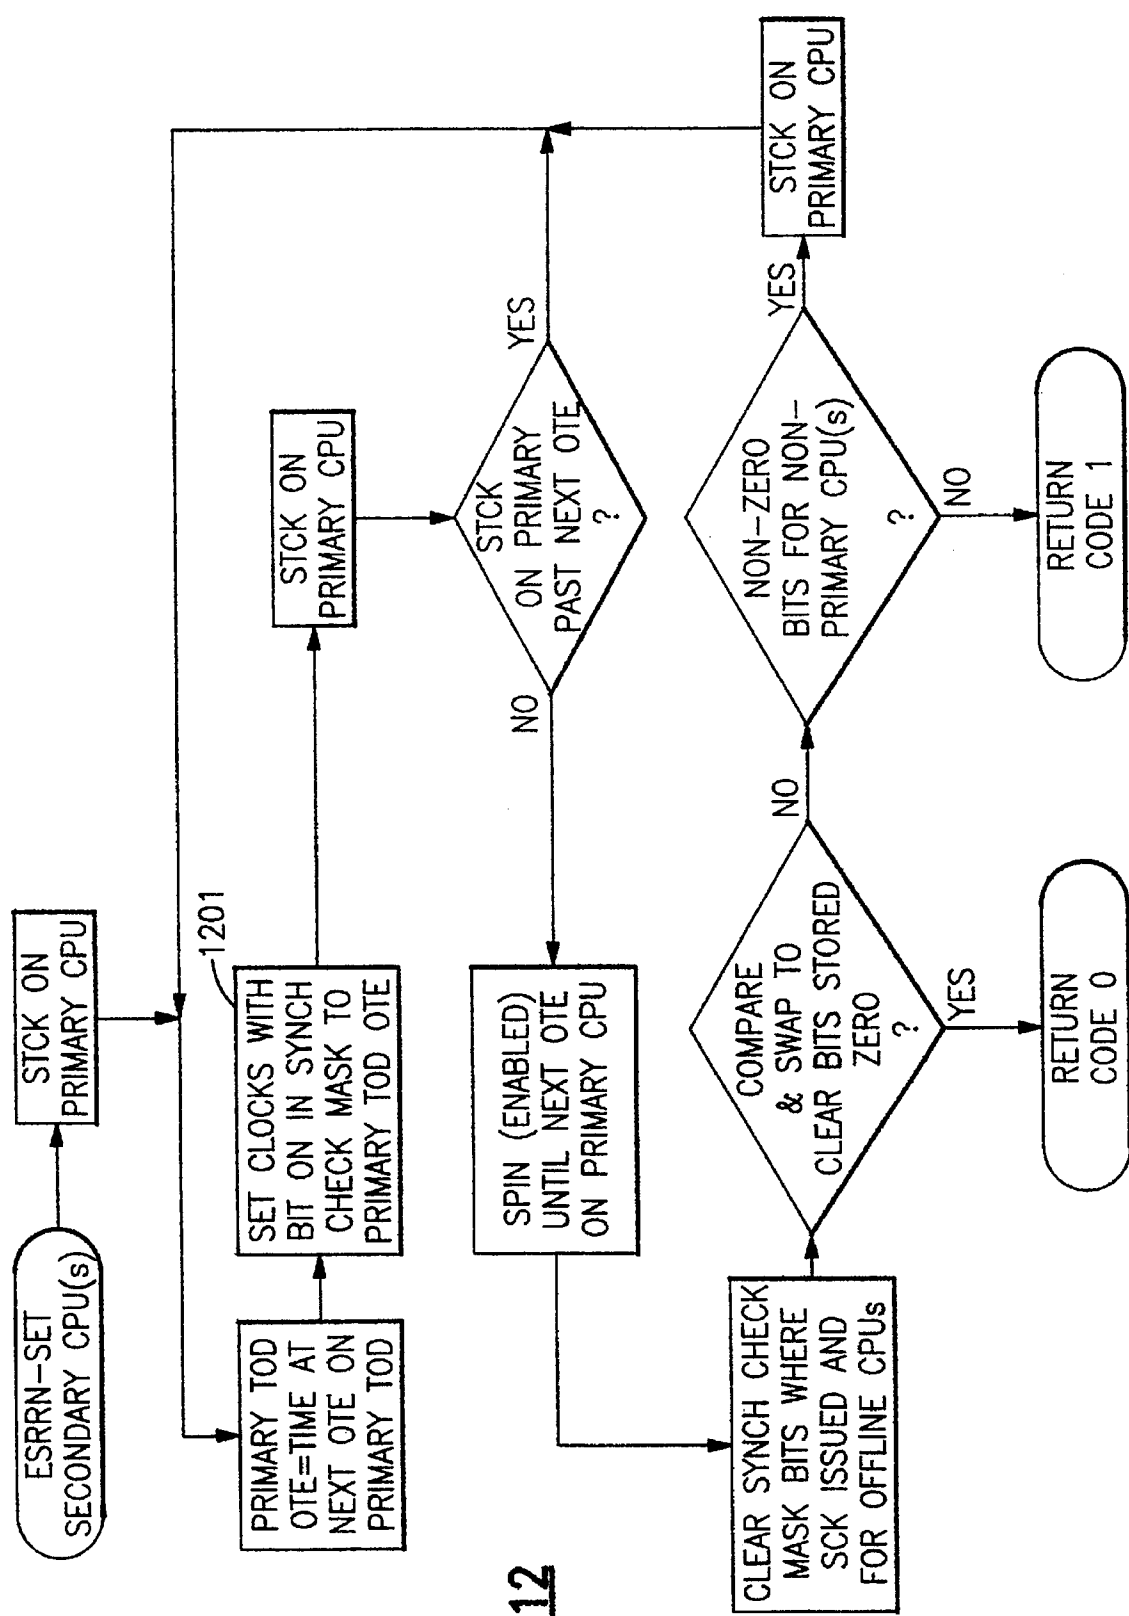 ESRRN-SET
SECONDARY CPU(s)
STCK ON
PRIMARY CPU
PRIMARY TOD
OTE=TIME AT
NEXT OTE ON
PRIMARY TOD
1201
SET CLOCKS WITH
BIT ON IN SYNCH
CHECK MASK TO
PRIMARY TOD OTE
STCK ON
PRIMARY CPU
STCK
ON PRIMARY
PAST NEXT OTE
?
YES
NO
SPIN (ENABLED)
UNTIL NEXT OTE
ON PRIMARY CPU
CLEAR SYNCH CHECK
MASK BITS WHERE
SCK ISSUED AND
FOR OFFLINE CPUs
COMPARE
& SWAP TO
CLEAR BITS STORED
ZERO
?
NO
YES
RETURN
CODE 0
NON-ZERO
BITS FOR NON-
PRIMARY CPU(s)
?
YES
NO
STCK ON
PRIMARY CPU
RETURN
CODE 1
12